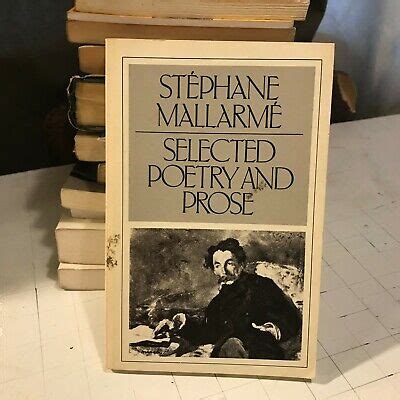 STÉPHANE
MALLARMÉ
SELECTED
POETRY AND
PROSE